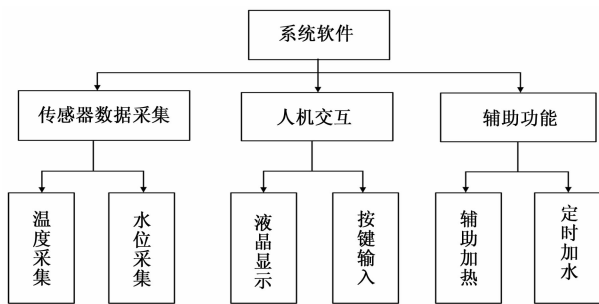 系统软件
传感器数据采集
人机交互
辅助功能
温度采集
水位采集
液晶显示
按键输入
辅助加热
定时加水